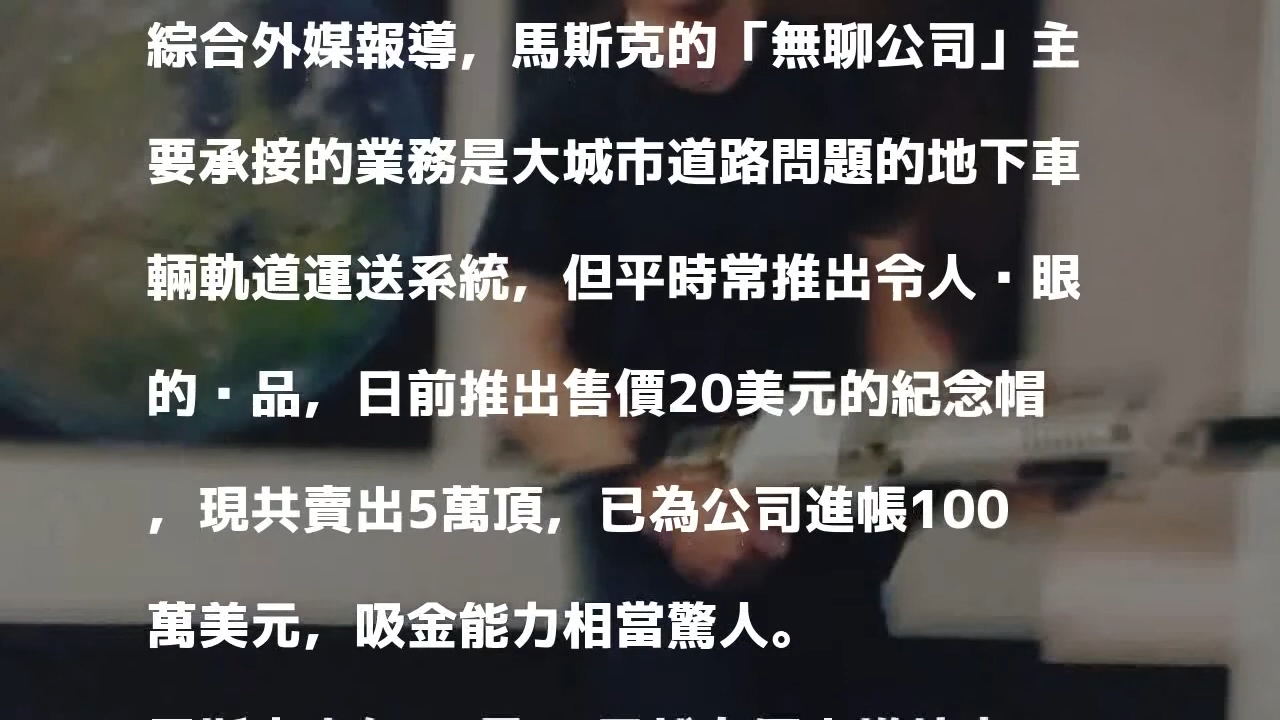 綜合外媒報導，馬斯克的「無聊公司」主
要承接的業務是大城市道路問題的地下車
輛軌道運送系統，但平時常推出令人·眼
的·品，日前推出售價20美元的紀念帽
，現共賣出5萬頂，已為公司進帳100
萬美元，吸金能力相當驚人。